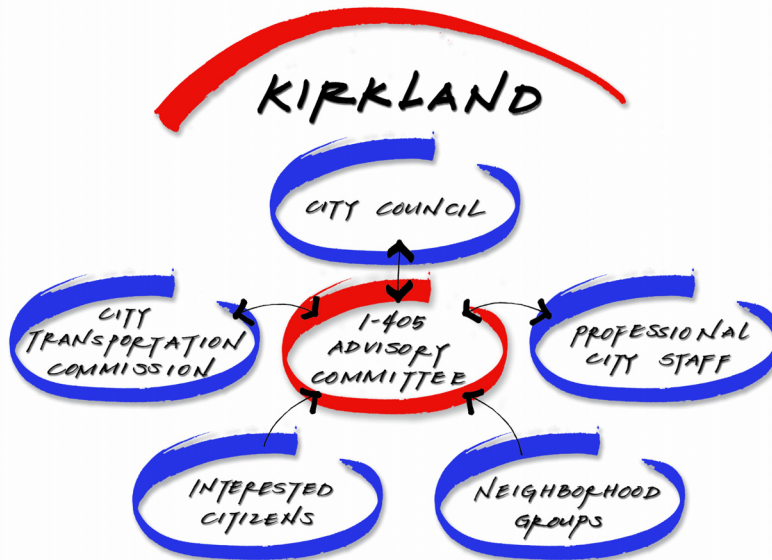 KIRKLAND
CITY COUNCIL
CITY
TRANSPORTATION
COMMISSION
I-405
ADVISORY
COMMITTEE
PROFESSIONAL
CITY STAFF
INTERESTED
CITIZENS
NEIGHBORHOOD
GROUPS